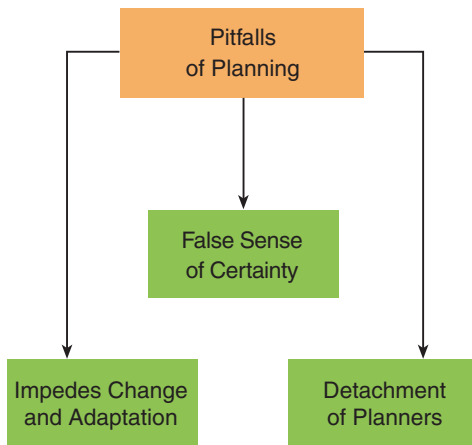 Pitfalls
of Planning
False Sense
of Certainty
Impedes Change
and Adaptation
Detachment
of Planners